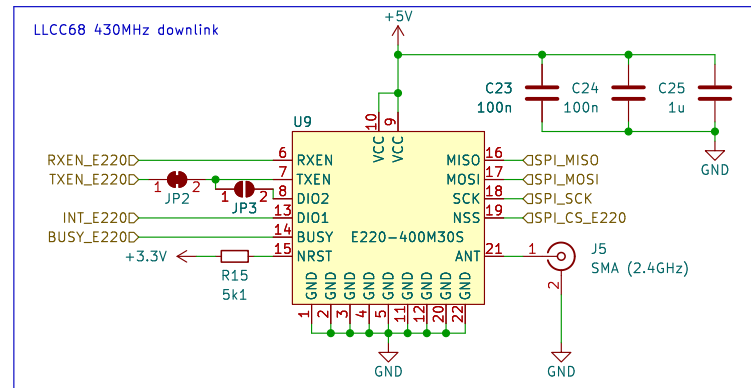 LLCC68 430MHz downlink
+5V
C23
100n
C24
100n
C25
1u
GND
U9
10
9
VCC
VCC
RXEN_E220
6
RXEN
MISO
16
SPI_MISO
TXEN_E220
1
2
7
TXEN
MOSI
17
SPI_MOSI
JP2
1
2
8
DIO2
SCK
18
SPI_SCK
JP3
INT_E220
13
DIO1
NSS
19
SPI_CS_E220
BUSY_E220
14
BUSY
E220-400M30S
+3.3V
15
NRST
ANT
21
1
J5
SMA (2.4GHz)
R15
5k1
2
GND
GND
GND
GND
GND
GND
GND
GND
GND
1
2
3
4
5
11
12
20
22
GND
GND